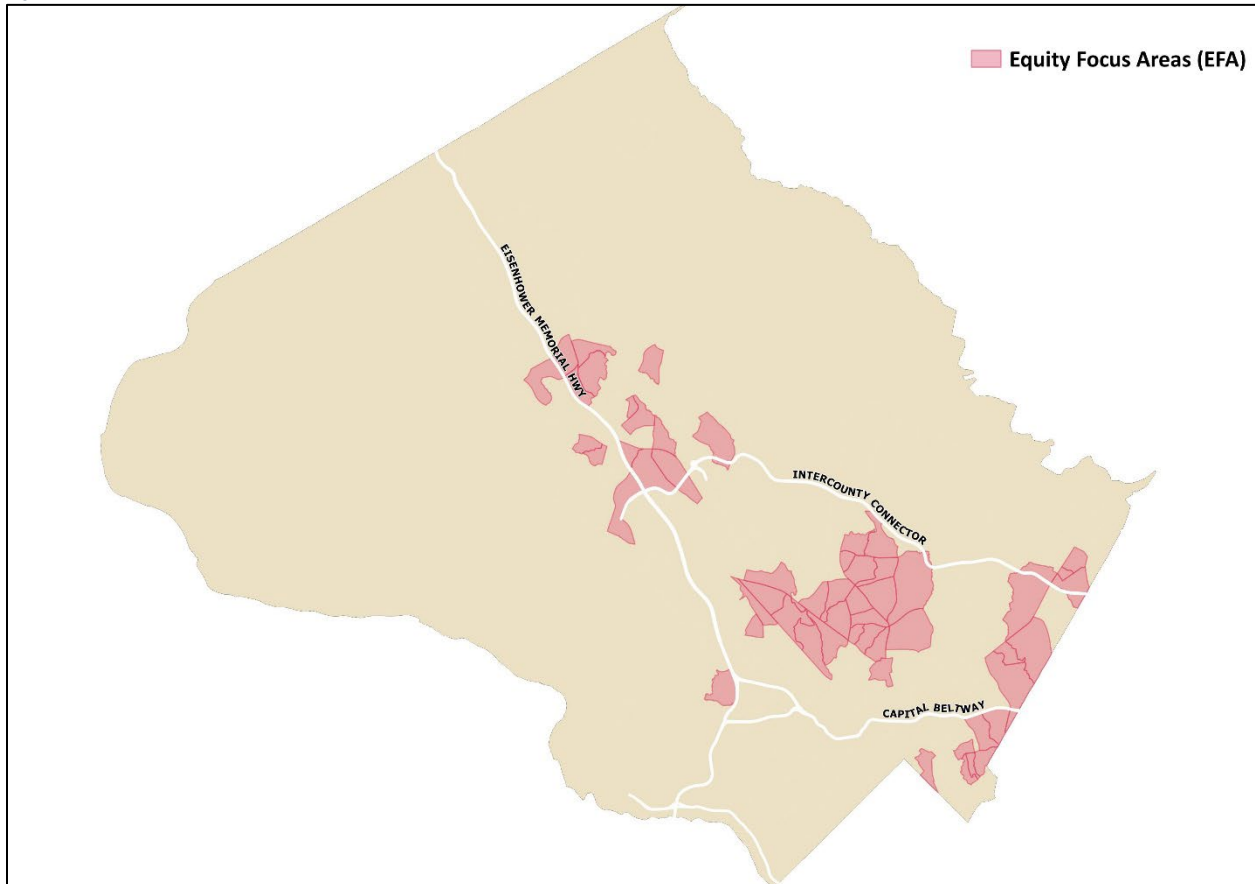 Equity Focus Areas (EFA)
EISENHOWER MEMORIAL HWY
INTERCOUNTY CONNECTOR
CAPITAL BELTWAY